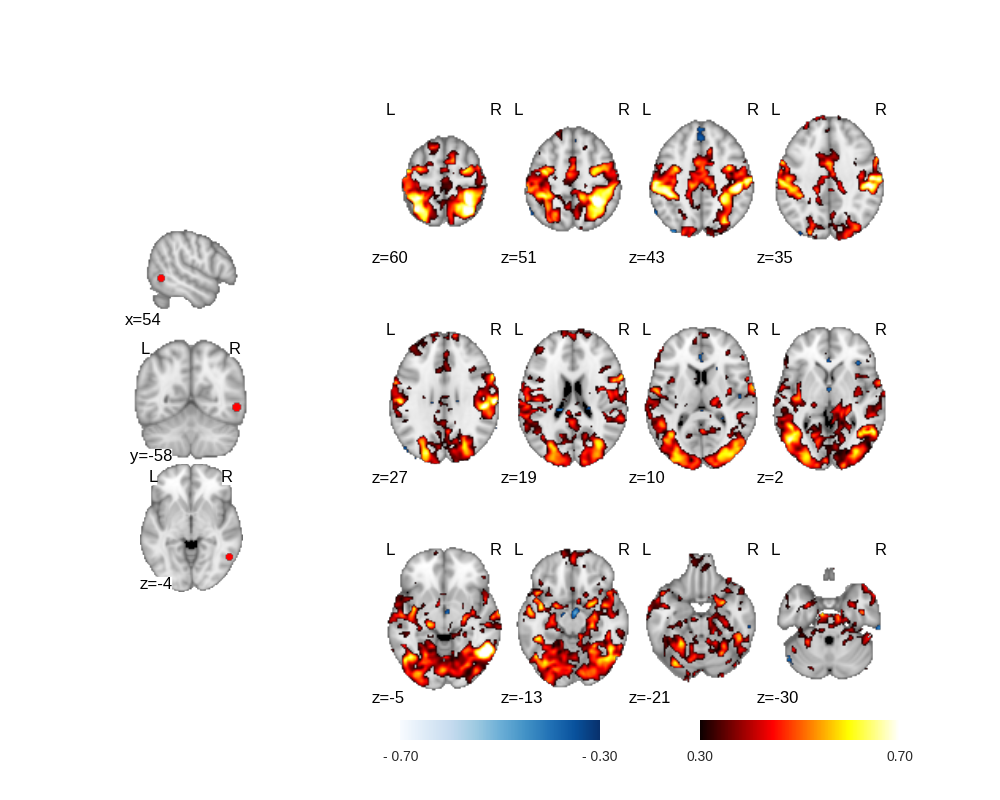 L R L R L R L R
z=60 z=51 z=43 z=35
x=54
L R
y=-58
L R
z=-4
L R L R L R L R
z=27 z=19 z=10 z=2
L R L R L R L R
z=-5 z=-13 z=-21 z=-30
- 0.70 - 0.30 0.30 0.70